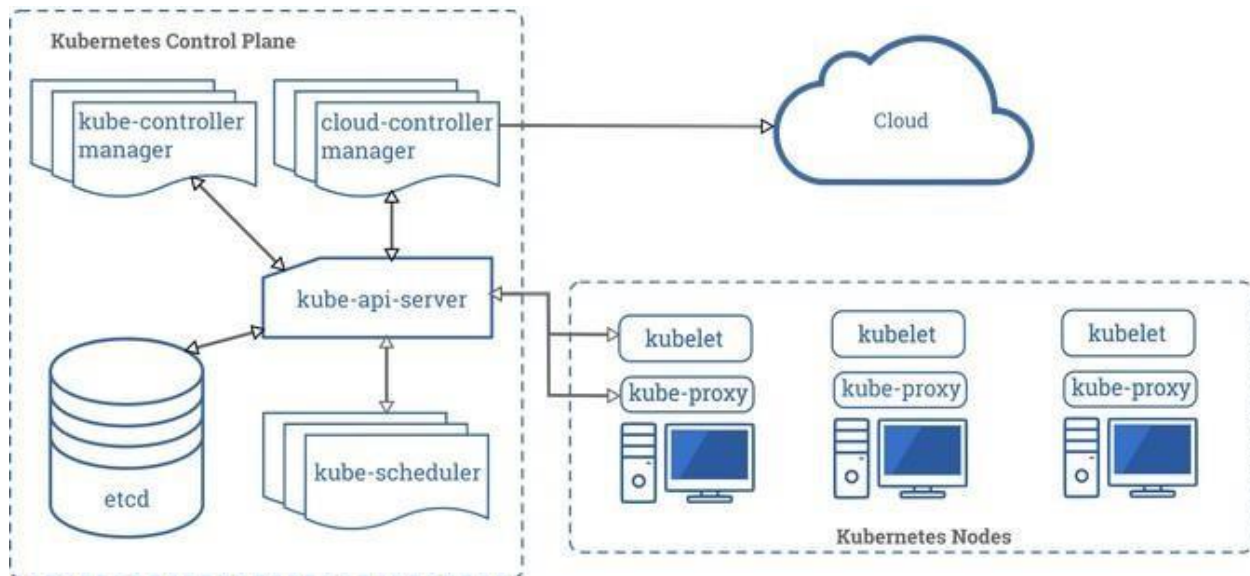 Kubernetes Control Plane
kube-controller
manager
cloud-controller
manager
Cloud
kube-api-server
etcd
kube-scheduler
kubelet
kube-proxy
kubelet
kube-proxy
kubelet
kube-proxy
Kubernetes Nodes